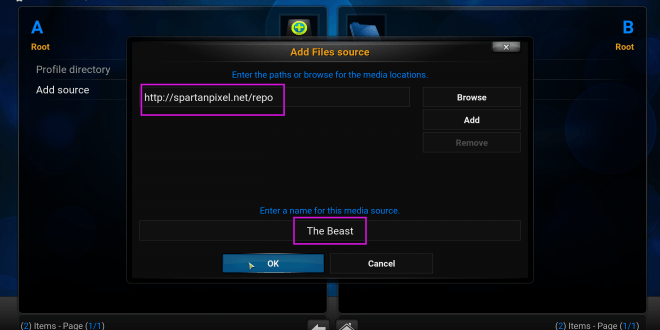 A
B
Root
Root
Add Files source
Profile directory
Enter the paths or browse for the media locations.
Add source
http://spartanpixel.net/repo
Browse
Add
Remove
Enter a name for this media source.
The Beast
OK
Cancel
(2) Items - Page (1/1)
(2) Items - Page (1/1)